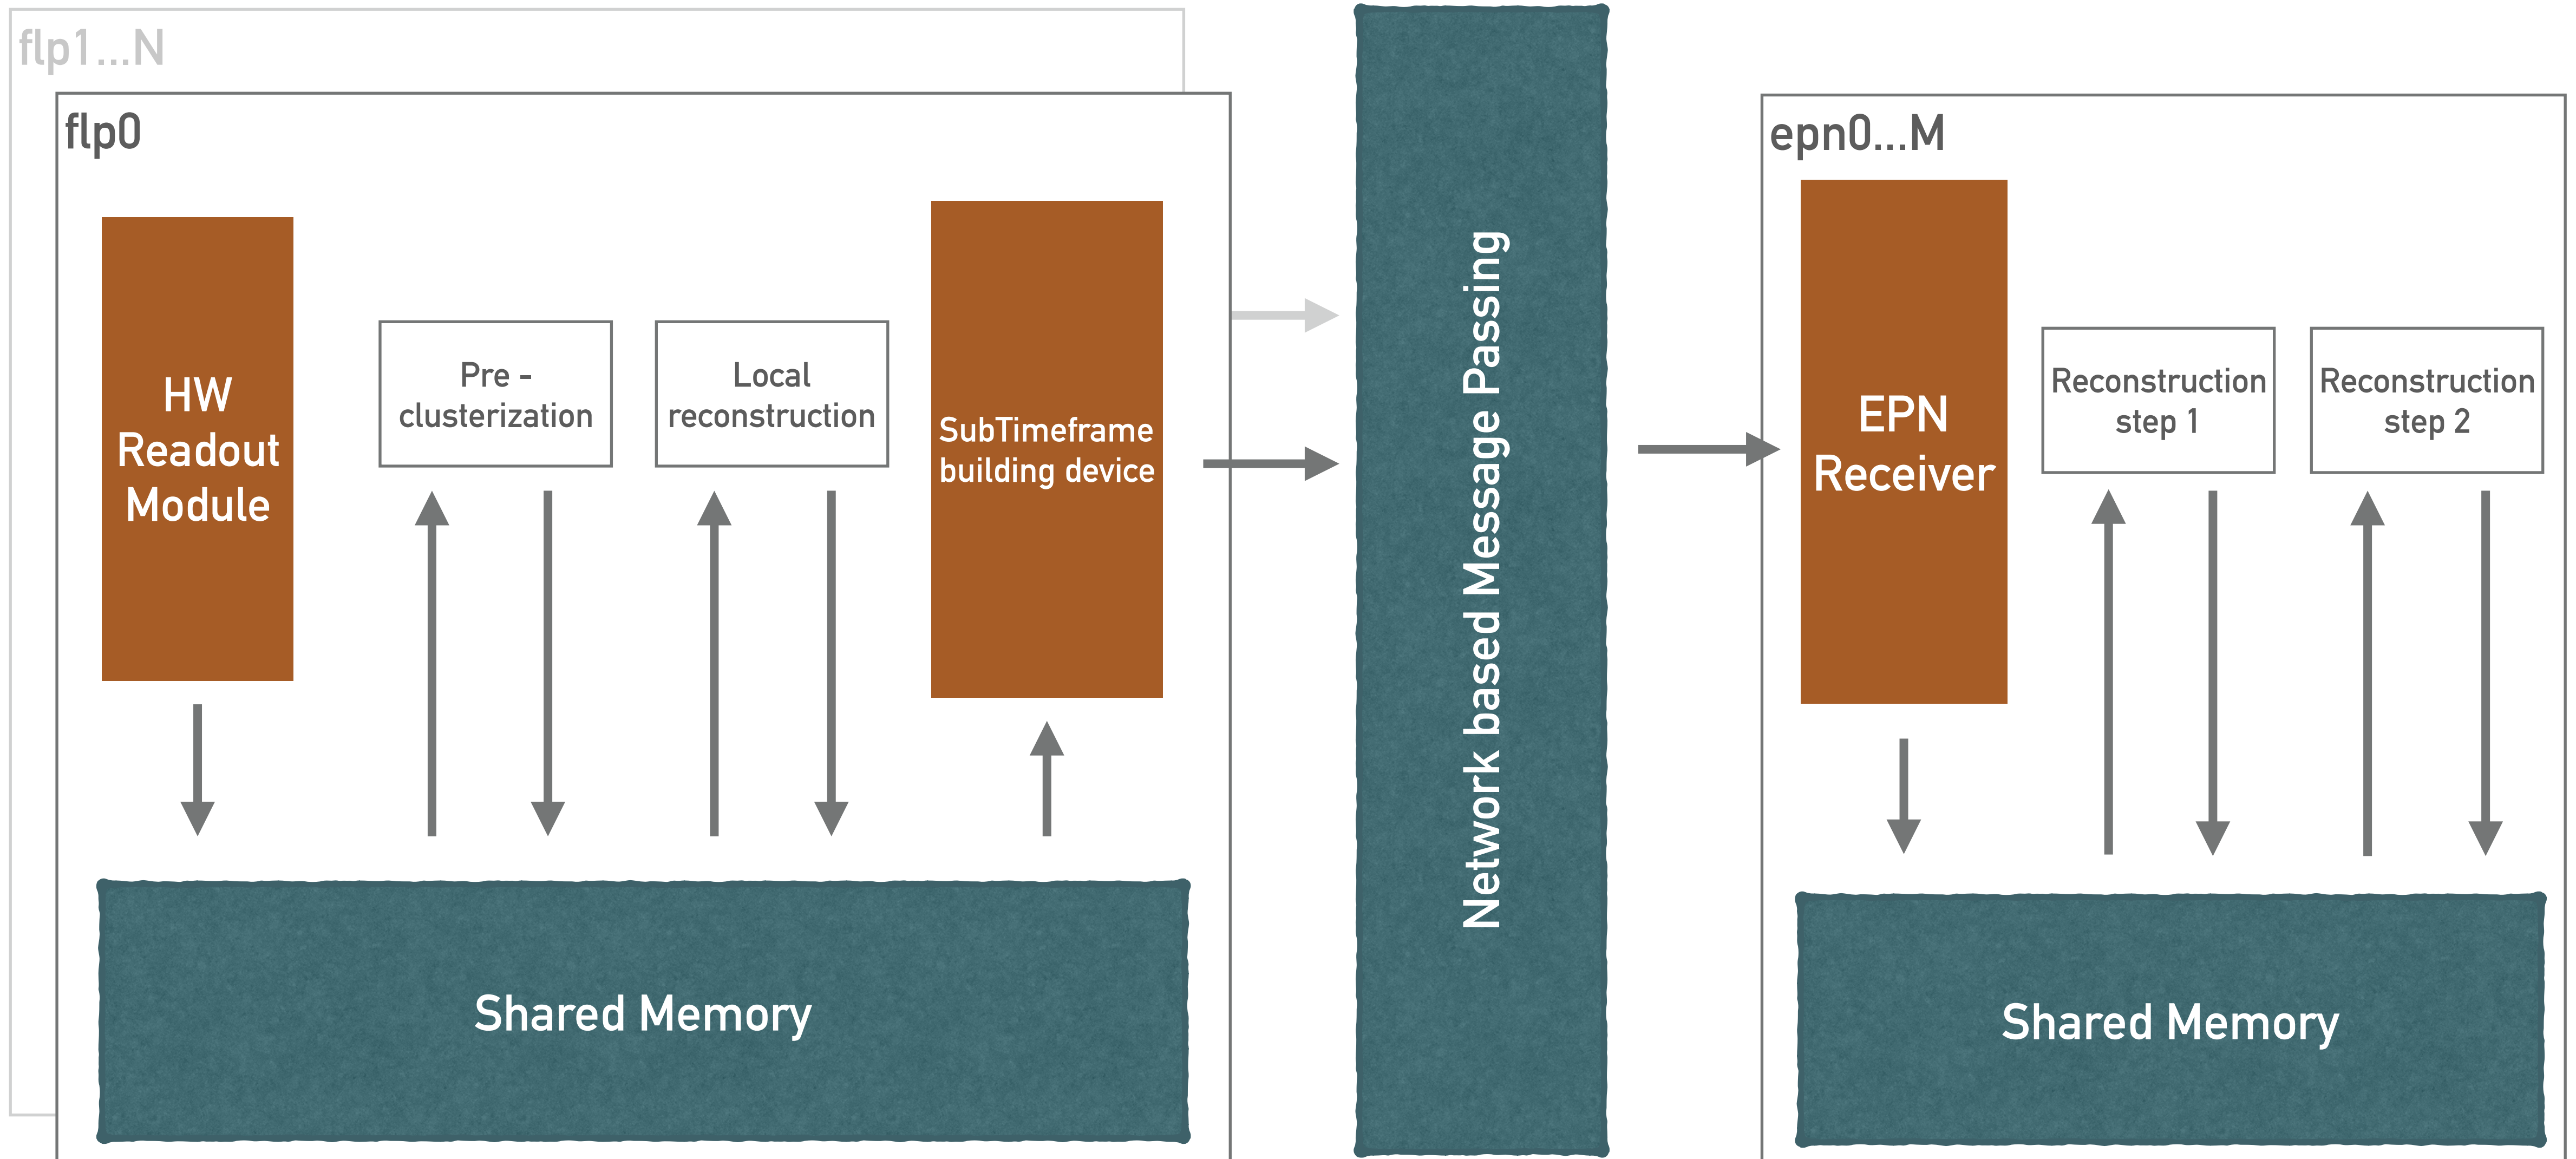 flp1...N
flp0
HW
Readout
Module
Pre -
clusterization
Local
reconstruction
SubTimeframe
building device
Shared Memory
Network based Message Passing
epn0...M
EPN
Receiver
Reconstruction
step 1
Reconstruction
step 2
Shared Memory